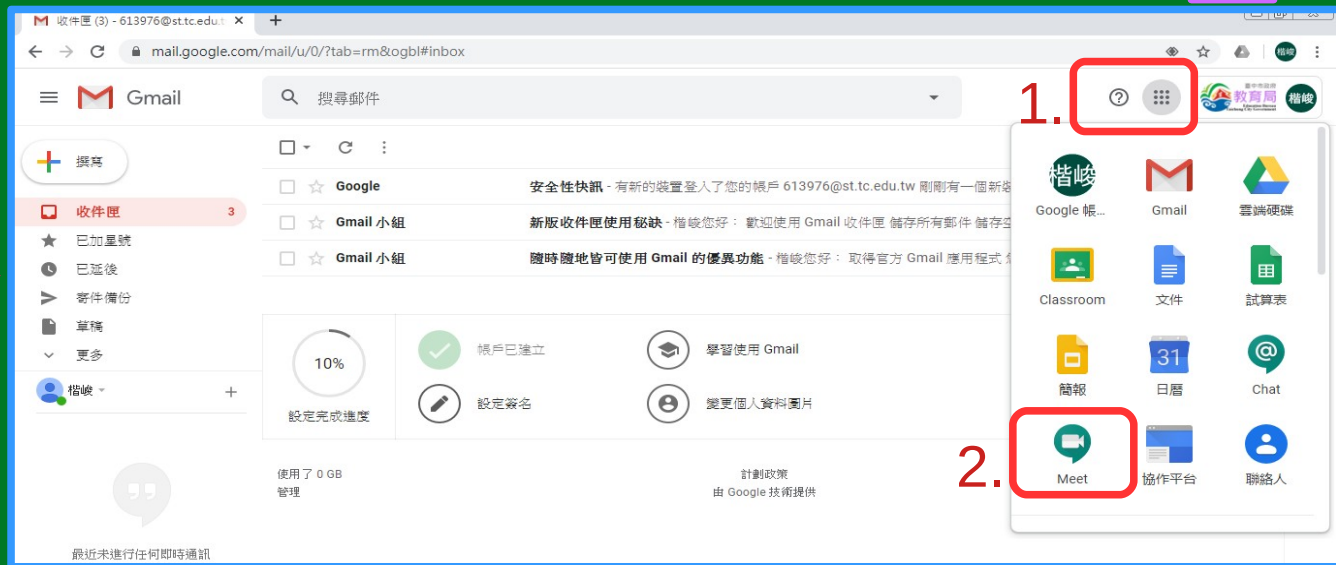 收件匣 (3) - 613976@st.tc.edu.t
mail.google.com/mail/u/0/?tab=rm&ogbl#inbox
楷峻
Gmail
搜尋郵件
1.
臺中市政府
教育局
楷峻
撰寫
收件匣 3
已加星號
已延後
寄件備份
草稿
更多
楷峻
最近未進行任何即時通訊
Google 安全性快訊 - 有新的裝置登入了您的帳戶 613976@st.tc.edu.tw 剛剛有一個新裝
Gmail 小組 新版收件匣使用秘訣 - 楷峻您好: 歡迎使用 Gmail 收件匣 儲存所有郵件 儲存空
Gmail 小組 隨時隨地皆可使用 Gmail 的優異功能 - 楷峻您好: 取得官方 Gmail 應用程式
10%
設定完成進度
帳戶已建立
學習使用 Gmail
設定簽名
變更個人資料圖片
使用了 0 GB
管理
計劃政策
由 Google 技術提供
楷峻
Google 帳... Gmail 雲端硬碟
Classroom 文件 試算表
31
簡報 日曆 Chat
2.
Meet 協作平台 聯絡人